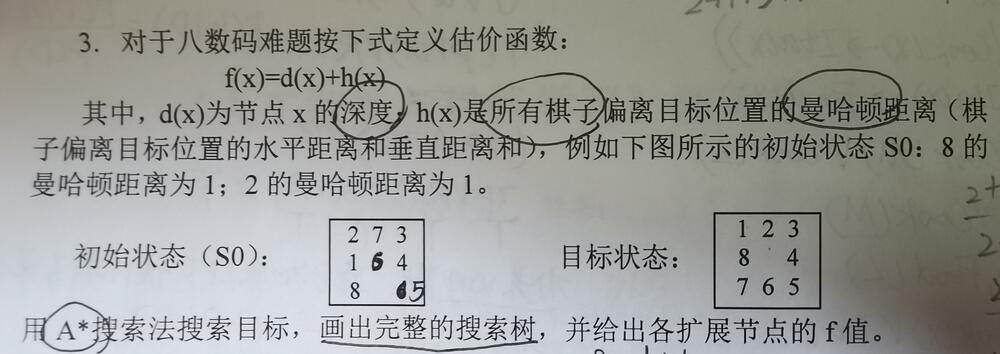 3. 对于八数码难题按下式定义估价函数：
f(x)=d(x)+h(x)
其中，d(x)为节点 x 的深度，h(x)是所有棋子偏离目标位置的曼哈顿距离（棋
子偏离目标位置的水平距离和垂直距离和），例如下图所示的初始状态 S0：8 的
曼哈顿距离为 1；2 的曼哈顿距离为 1。
初始状态（S0）：
2 7 3
1 6 4
8 5
目标状态：
1 2 3
8 4
7 6 5
用 A*搜索法搜索目标，画出完整的搜索树，并给出各扩展节点的 f 值。